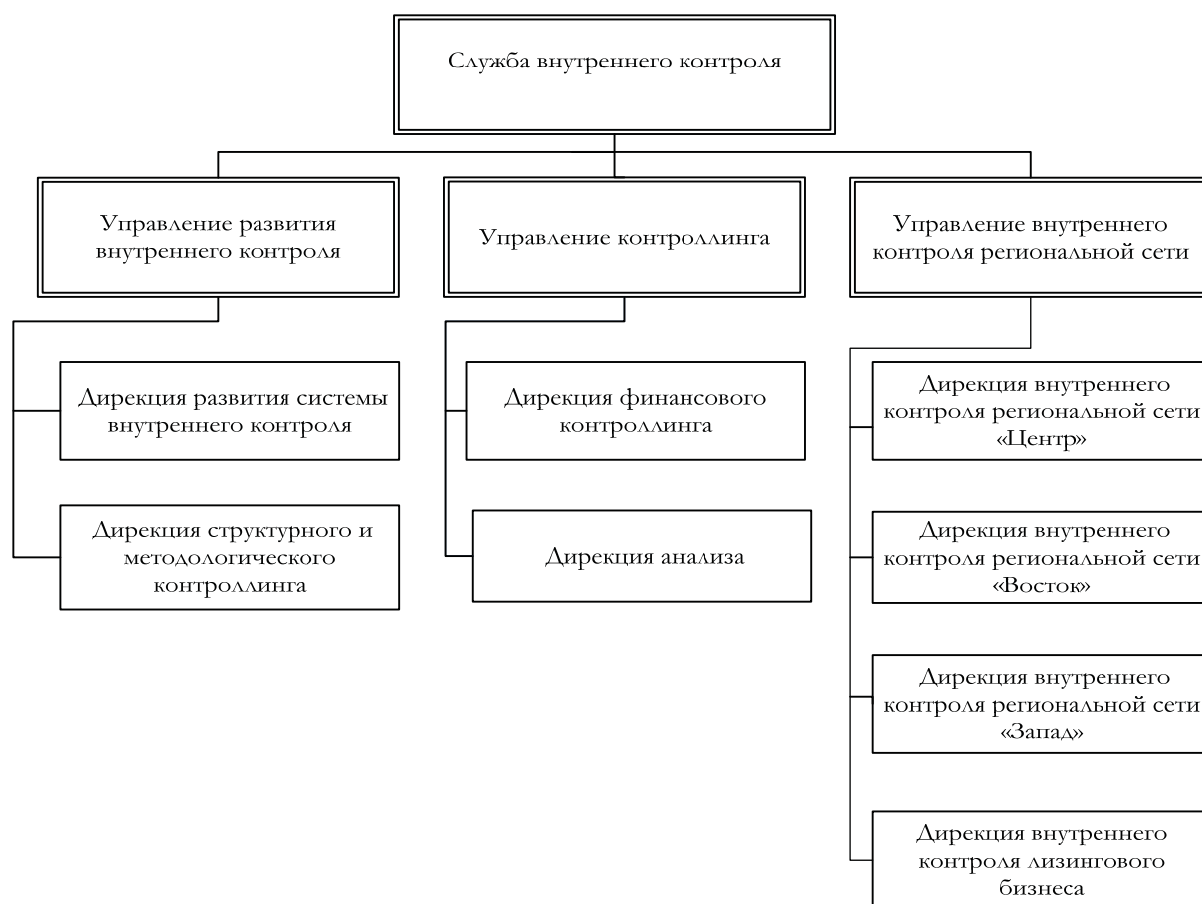 Служба внутреннего контроля
Управление развития
внутреннего контроля
Управление контроллинга
Управление внутреннего
контроля региональной сети
Дирекция развития системы
внутреннего контроля
Дирекция структурного и
методологического
контроллинга
Дирекция финансового
контроллинга
Дирекция анализа
Дирекция внутреннего
контроля региональной сети
«Центр»
Дирекция внутреннего
контроля региональной сети
«Восток»
Дирекция внутреннего
контроля региональной сети
«Запад»
Дирекция внутреннего
контроля лизингового
бизнеса